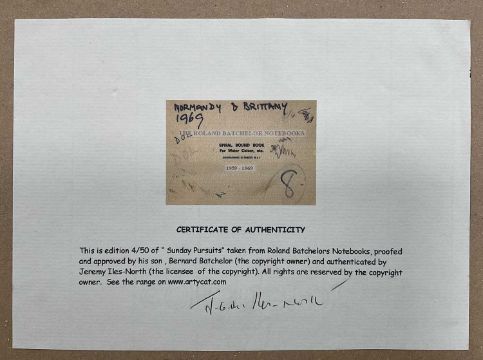 NORMANDY & BRITTANY
1969
THE ROLAND BATCHELOR NOTEBOOKS
SPIRAL BOUND BOOK
For Water Colour, etc.
1959 - 1969
8
CERTIFICATE OF AUTHENTICITY
This is edition 4/50 of " Sunday Pursuits" taken from Roland Batchelors Notebooks, proofed
and approved by his son , Bernard Batchelor (the copyright owner) and authenticated by
Jeremy Iles-North (the licensee of the copyright). All rights are reserved by the copyright
owner. See the range on www.artycat.com